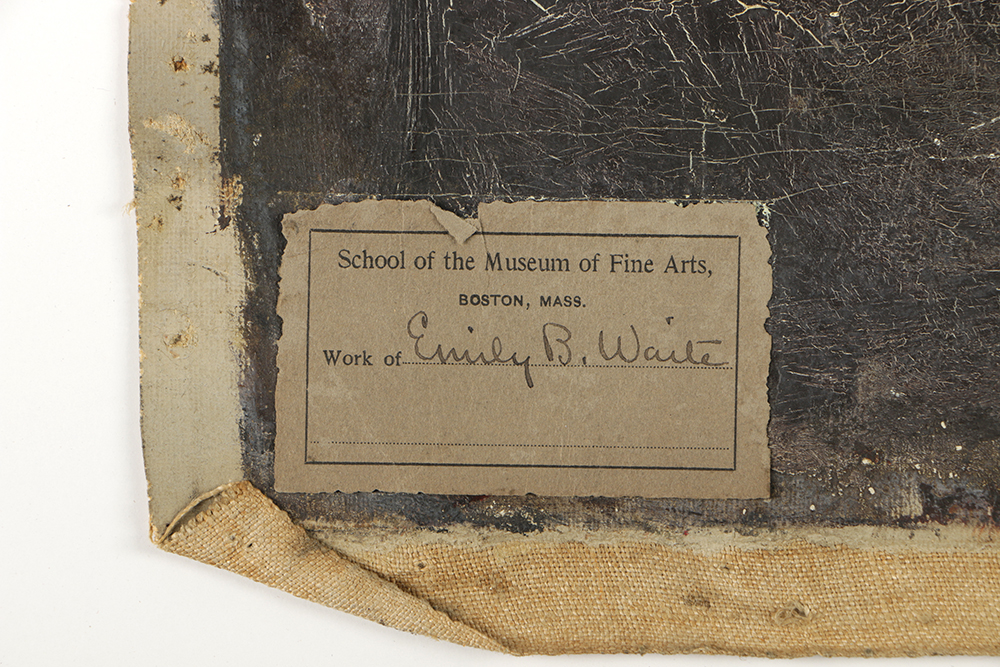 School of the Museum of Fine Arts,
BOSTON, MASS.
Work of Emily B. Waite